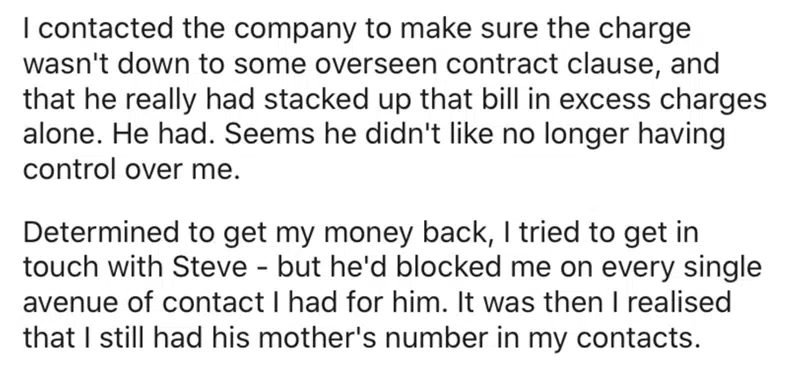 I contacted the company to make sure the charge
wasn't down to some overseen contract clause, and
that he really had stacked up that bill in excess charges
alone. He had. Seems he didn't like no longer having
control over me.
Determined to get my money back, I tried to get in
touch with Steve - but he'd blocked me on every single
avenue of contact I had for him. It was then I realised
that I still had his mother's number in my contacts.